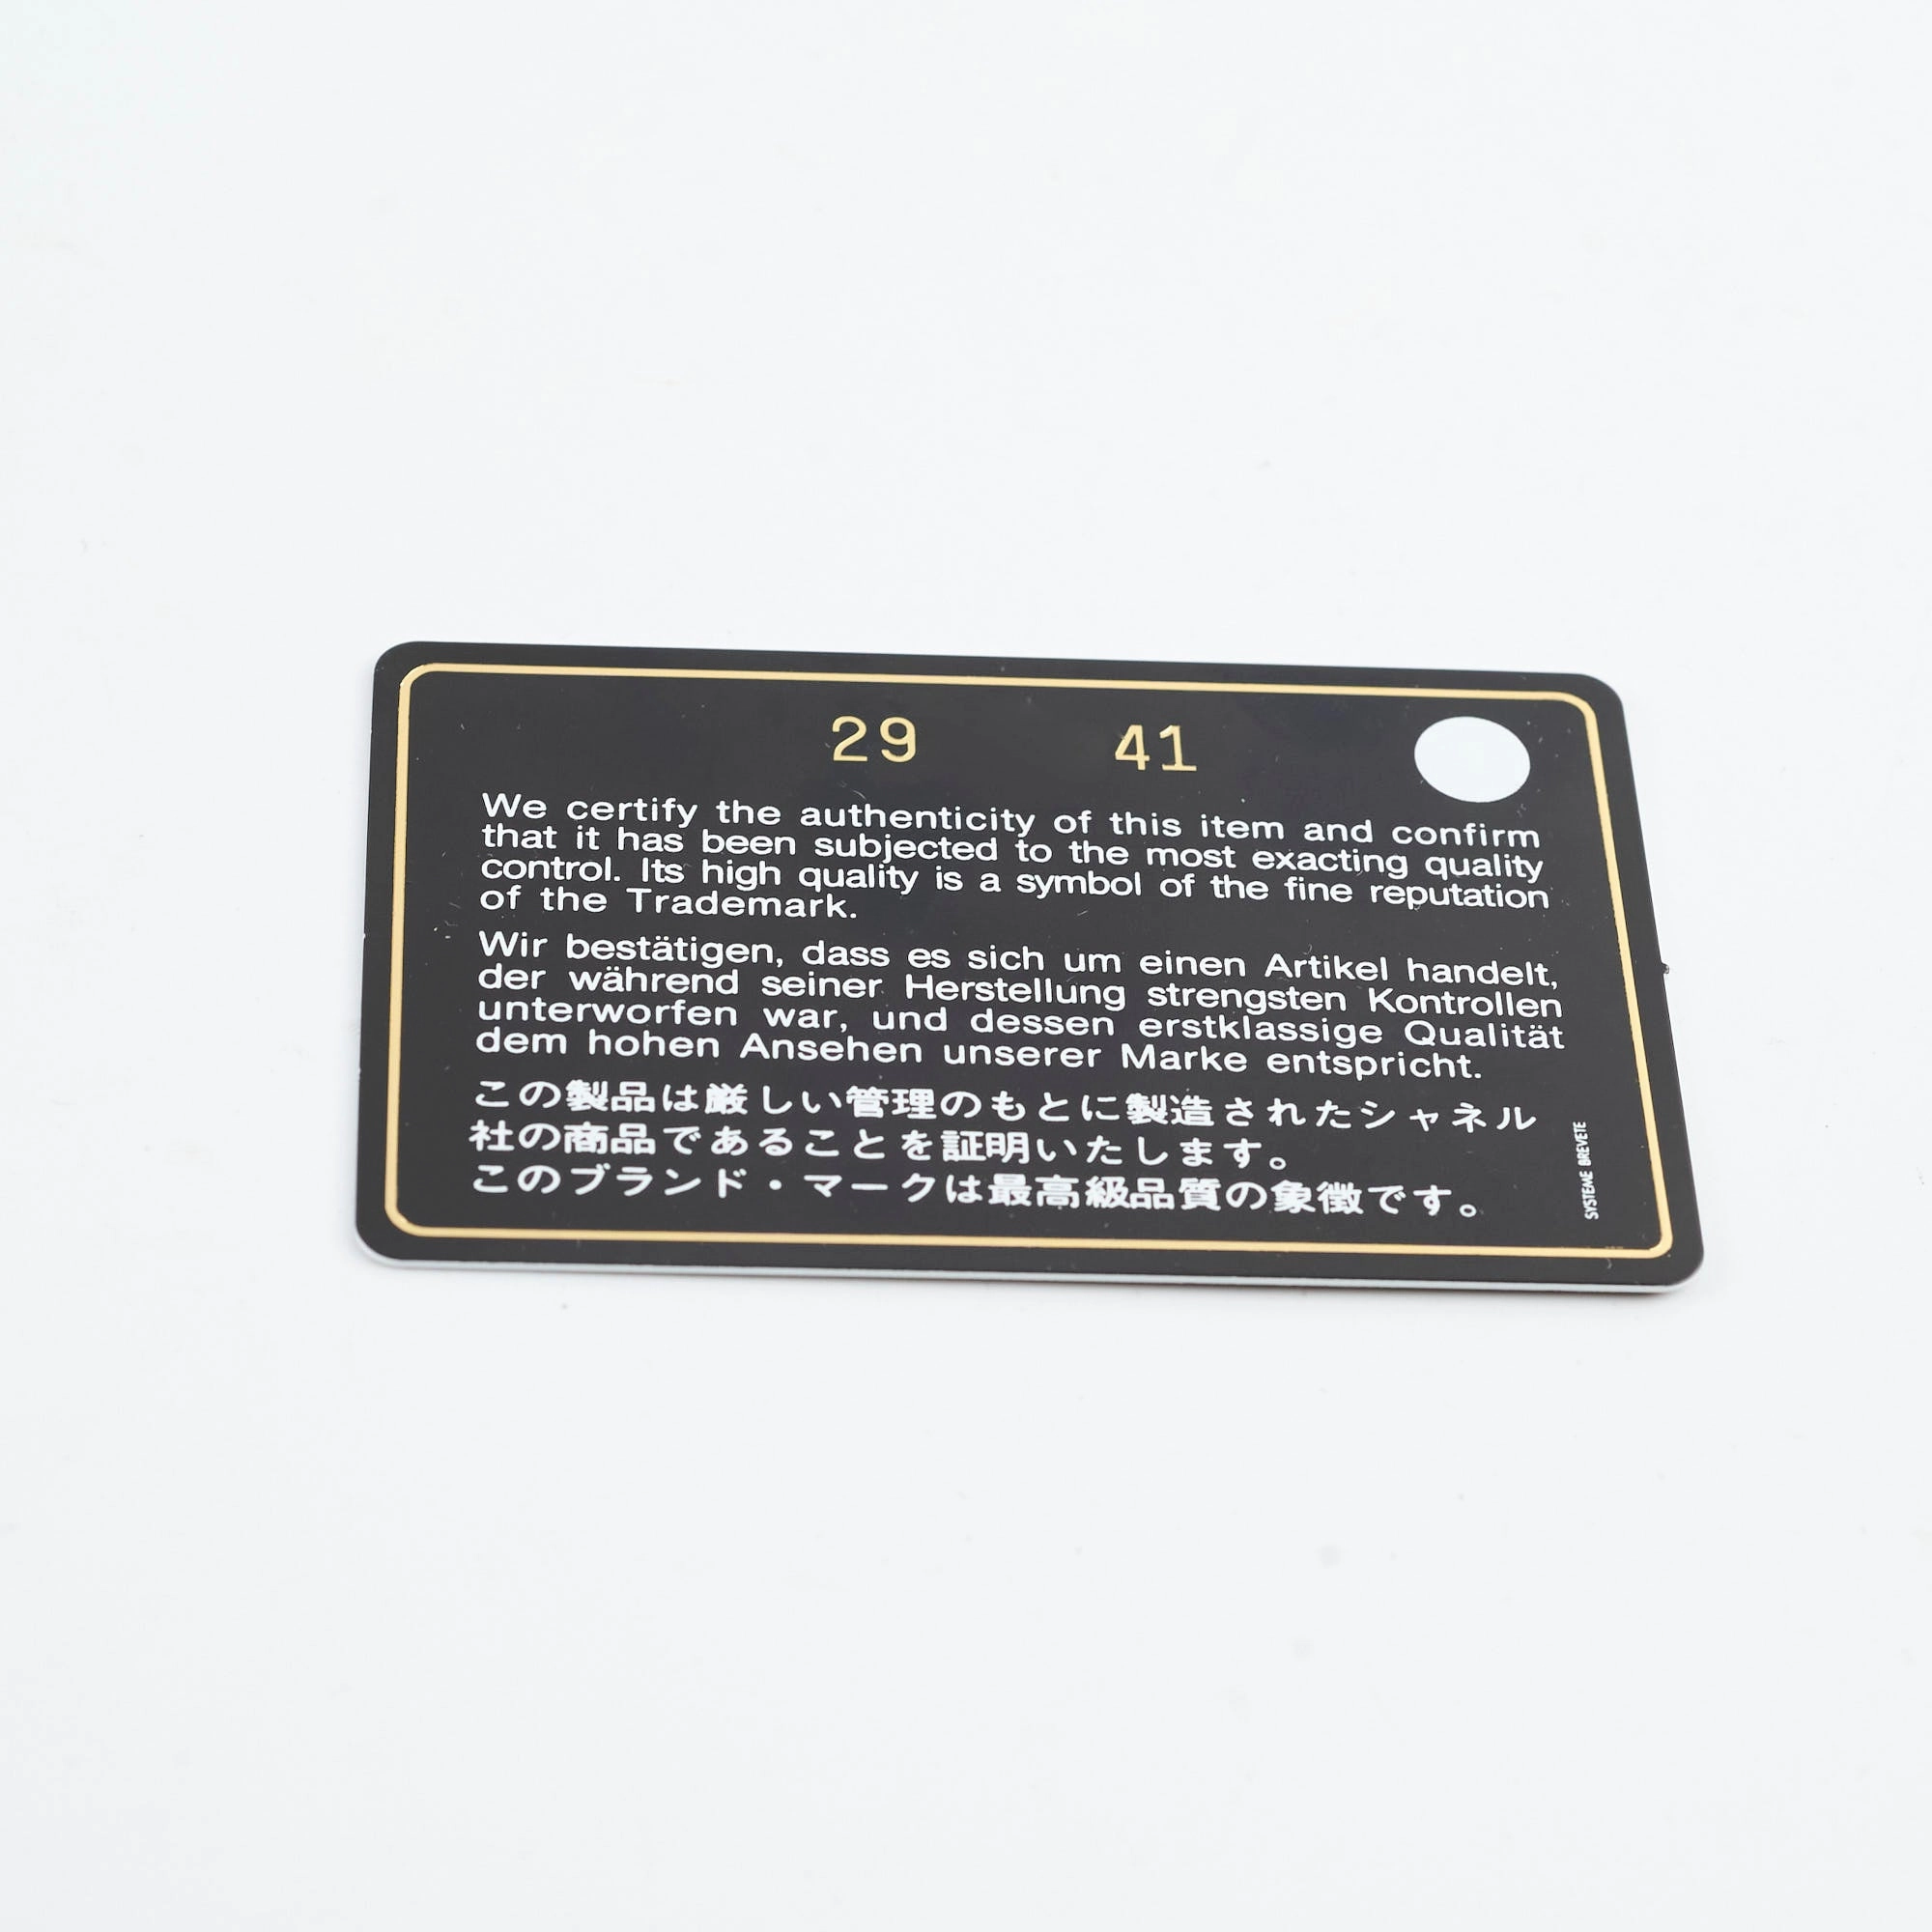 29 41
We certify the authenticity of this item and confirm
that it has been subjected to the most exacting quality
control. Its high quality is a symbol of the fine reputation
of the Trademark.
Wir bestätigen, dass es sich um einen Artikel handelt,
der während seiner Herstellung strengsten Kontrollen
unterworfen war, und dessen erstklassige Qualität
dem hohen Ansehen unserer Marke entspricht.
この製品は厳しい管理のもとに製造されたシャネル
社の商品であることを証明いたします。
このブランド・マークは最高級品質の象徴です。
SYSTEME BREVETE